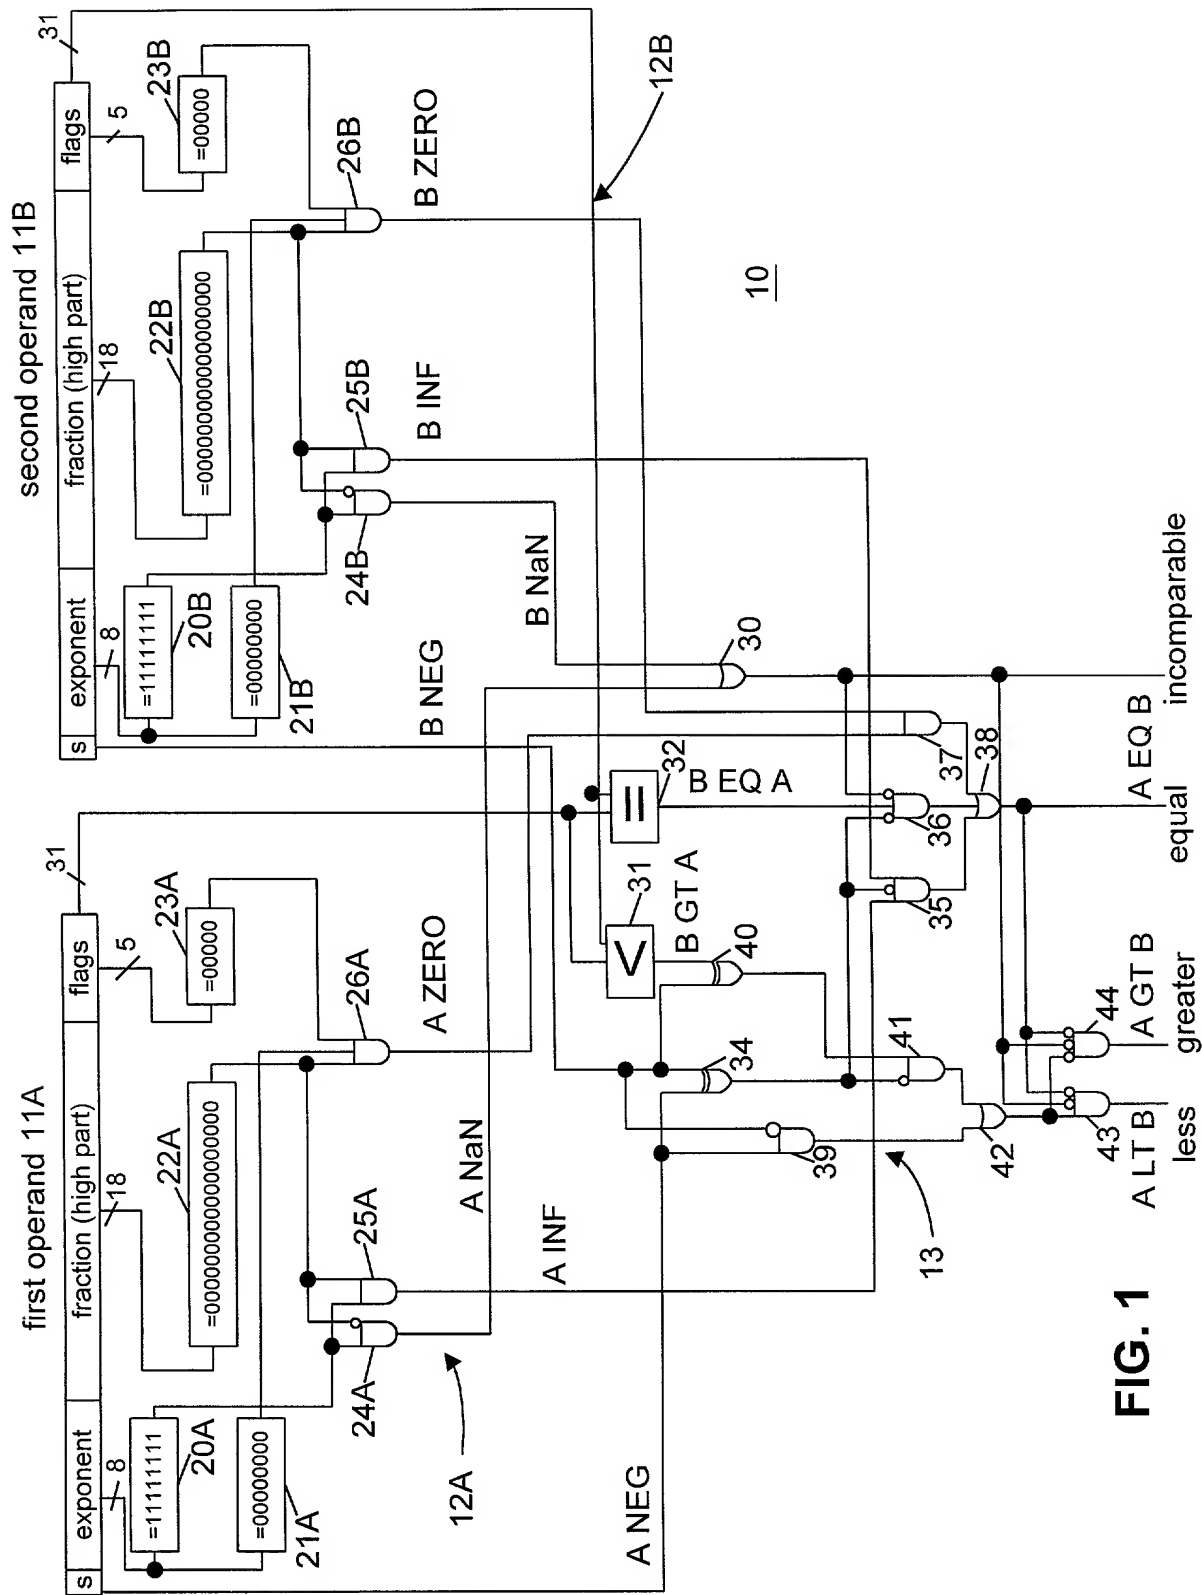 first operand 11A
second operand 11B
s
exponent
fraction (high part)
flags
31
s
exponent
fraction (high part)
flags
31
8
18
5
8
18
5
=11111111
20A
=00000000
21A
=000000000000000000
22A
=00000
23A
=11111111
20B
=00000000
21B
=000000000000000000
22B
=00000
23B
24A
25A
26A
24B
25B
26B
12A
A NEG
A INF
A NaN
A ZERO
B NEG
B NaN
B INF
B ZERO
12B
31
32
B GT A
B EQ A
30
10
34
40
39
41
35
36
37
38
13
42
43
44
A LT B
less
A GT B
greater
equal
A EQ B
incomparable
FIG. 1